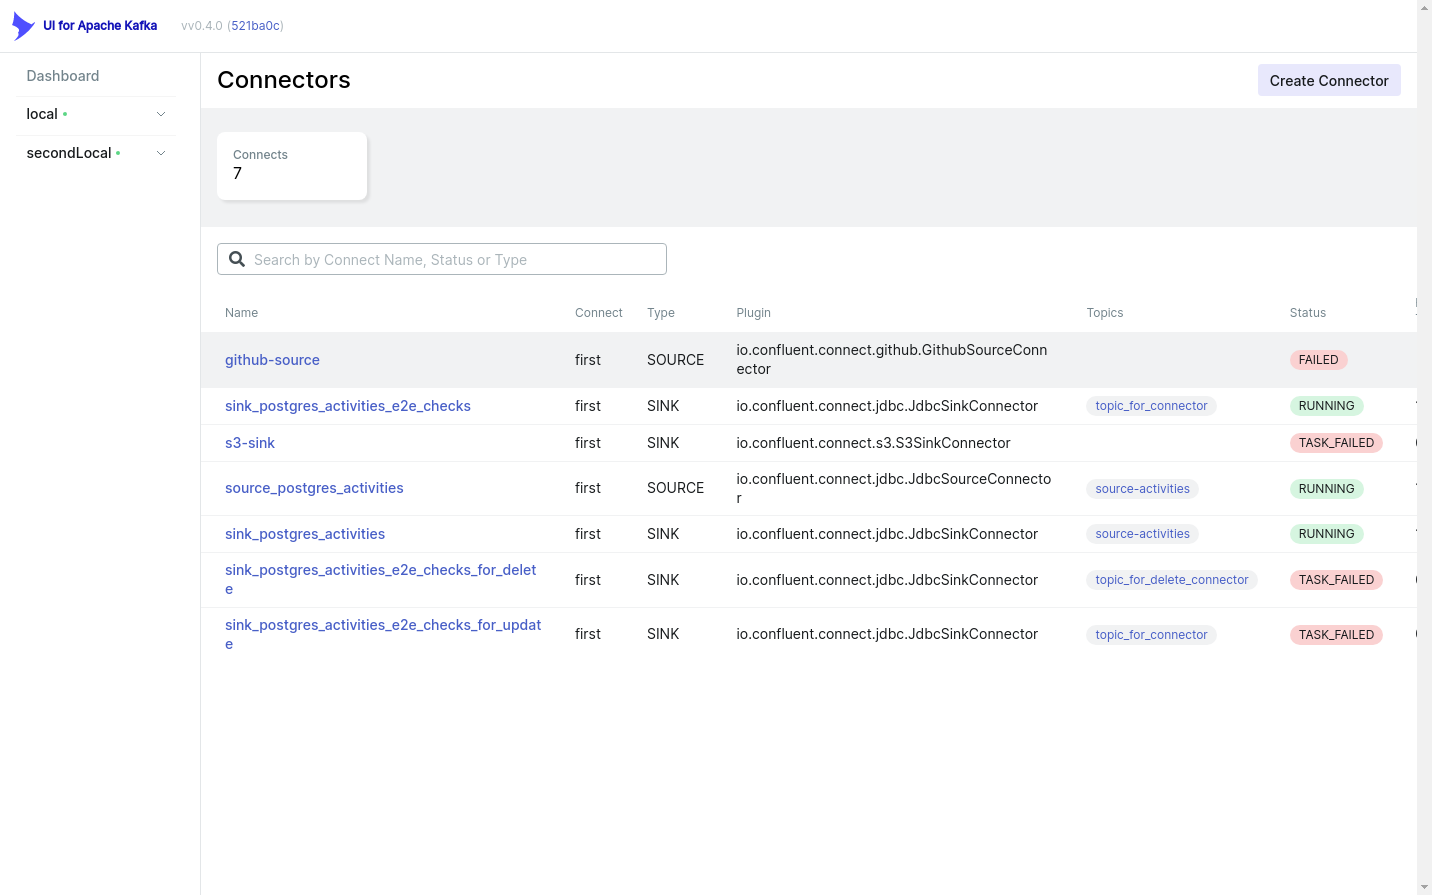 UI for Apache Kafka vv0.4.0 (521ba0c)
Dashboard
local
secondLocal
Connectors
Create Connector
Connects
7
Search by Connect Name, Status or Type
Name Connect Type Plugin Topics Status
github-source first SOURCE io.confluent.connect.github.GithubSourceConn
ector FAILED
sink_postgres_activities_e2e_checks first SINK io.confluent.connect.jdbc.JdbcSinkConnector topic_for_connector RUNNING
s3-sink first SINK io.confluent.connect.s3.S3SinkConnector TASK_FAILED
source_postgres_activities first SOURCE io.confluent.connect.jdbc.JdbcSourceConnecto
r source-activities RUNNING
sink_postgres_activities first SINK io.confluent.connect.jdbc.JdbcSinkConnector source-activities RUNNING
sink_postgres_activities_e2e_checks_for_delet
e first SINK io.confluent.connect.jdbc.JdbcSinkConnector topic_for_delete_connector TASK_FAILED
sink_postgres_activities_e2e_checks_for_updat
e first SINK io.confluent.connect.jdbc.JdbcSinkConnector topic_for_connector TASK_FAILED